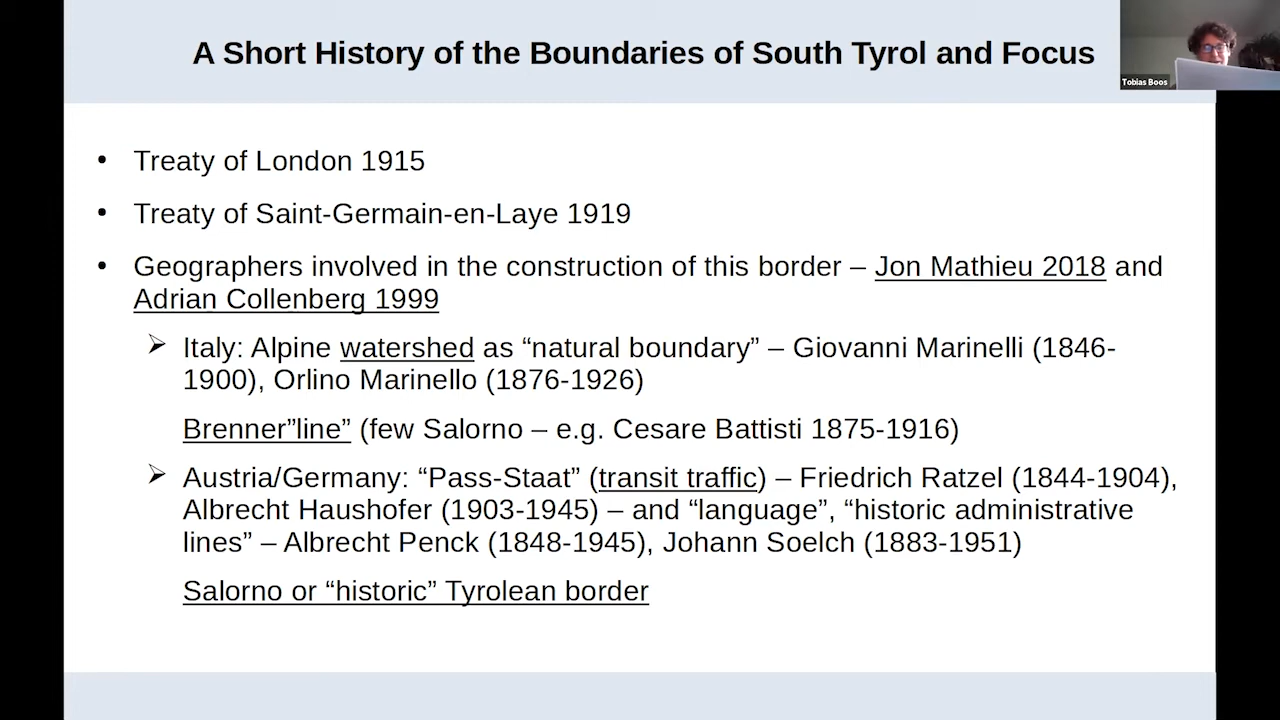 A Short History of the Boundaries of South Tyrol and Focus
Tobias Boos
• Treaty of London 1915
• Treaty of Saint-Germain-en-Laye 1919
• Geographers involved in the construction of this border – Jon Mathieu 2018 and
Adrian Collenberg 1999
➢ Italy: Alpine watershed as “natural boundary” – Giovanni Marinelli (1846-
1900), Orlino Marinello (1876-1926)
Brenner”line” (few Salorno – e.g. Cesare Battisti 1875-1916)
➢ Austria/Germany: “Pass-Staat” (transit traffic) – Friedrich Ratzel (1844-1904),
Albrecht Haushofer (1903-1945) – and “language”, “historic administrative
lines” – Albrecht Penck (1848-1945), Johann Soelch (1883-1951)
Salorno or “historic” Tyrolean border